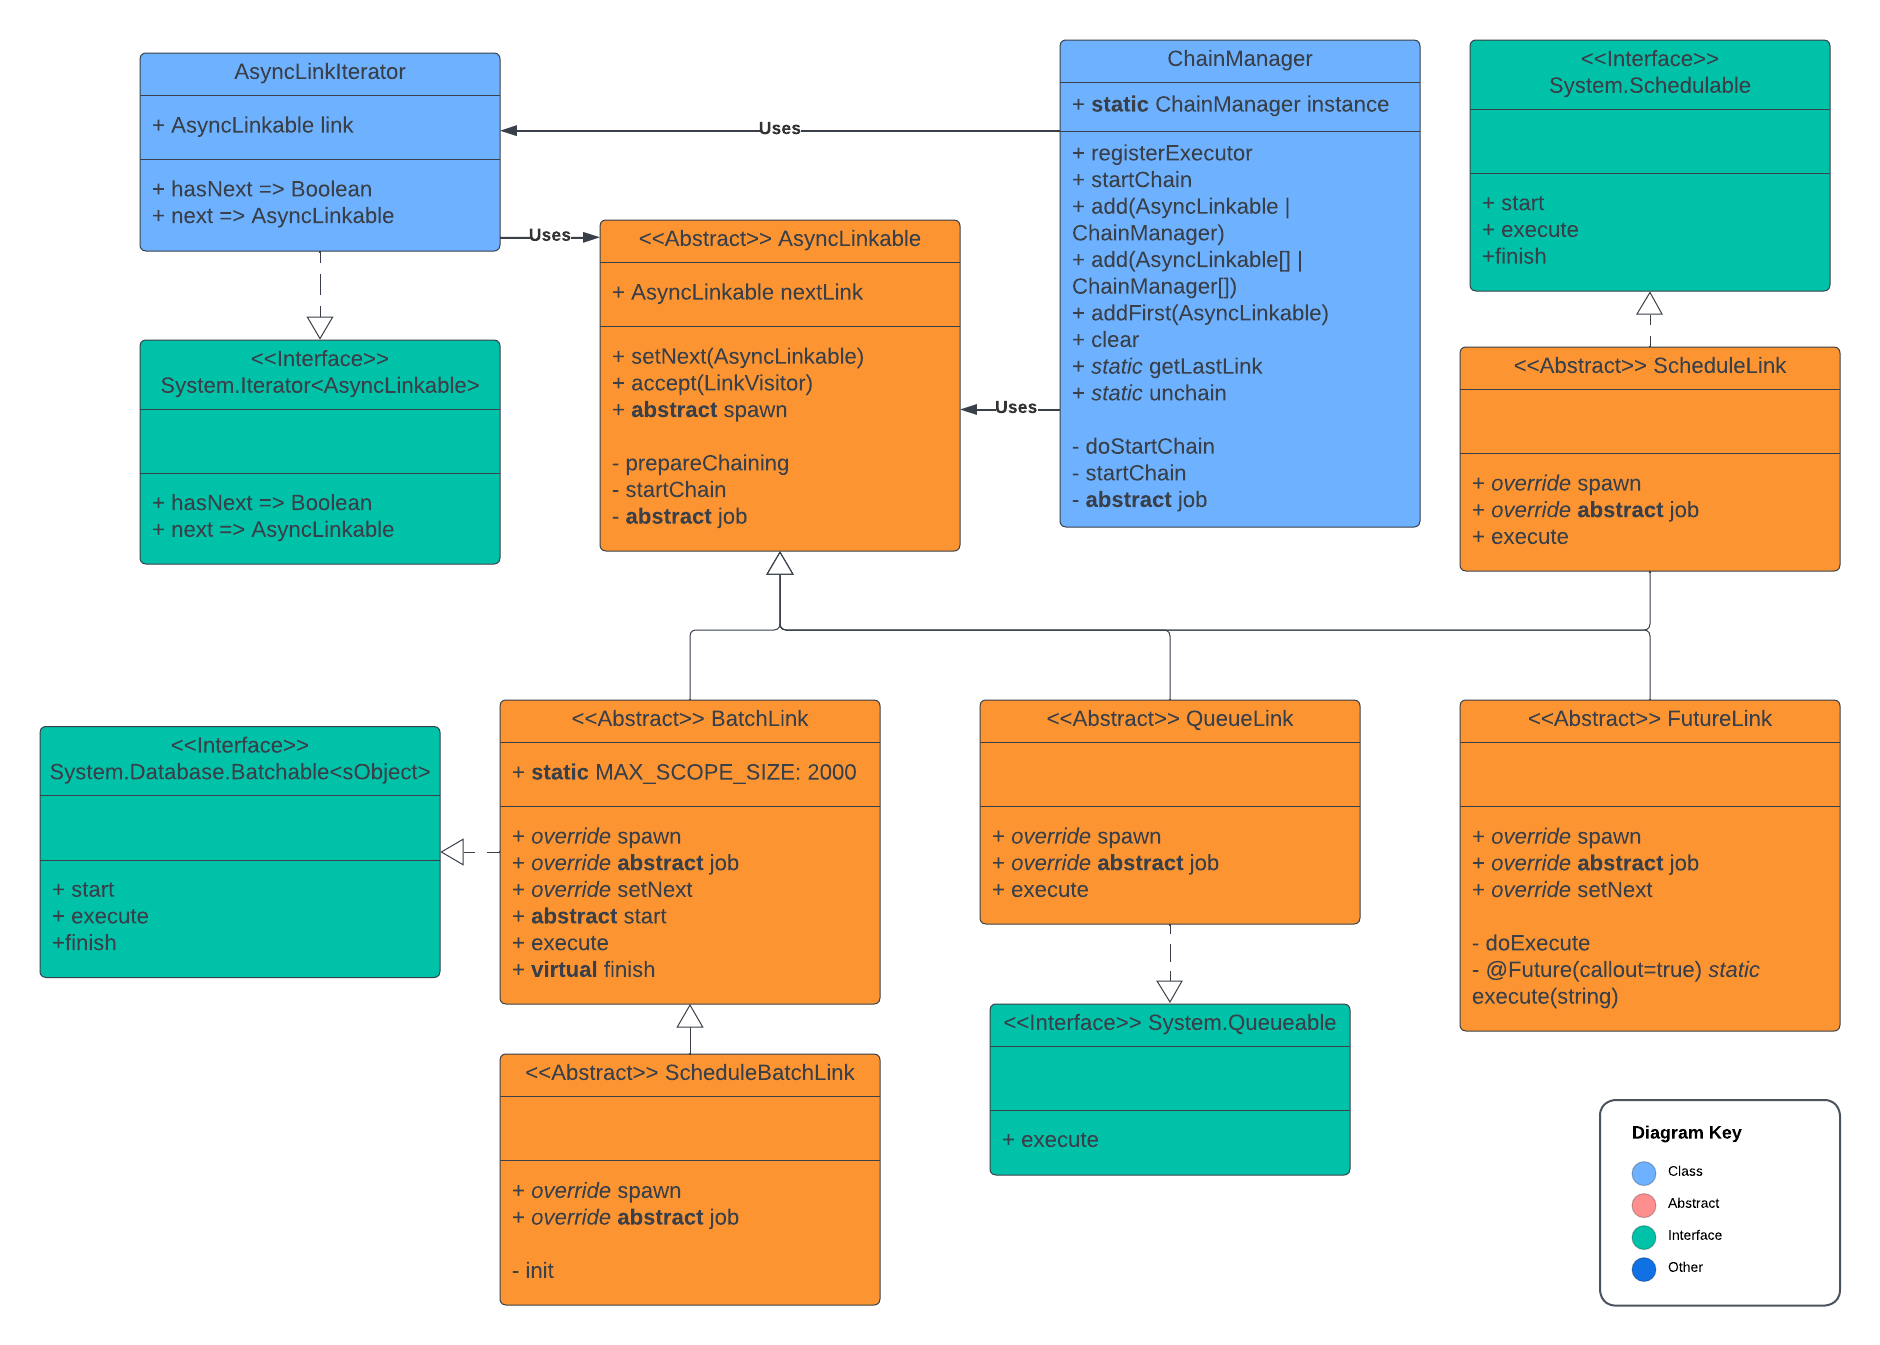 AsyncLinkIterator
+ AsyncLinkable link
+ hasNext => Boolean
+ next => AsyncLinkable
Uses
Uses
ChainManager
+ static ChainManager instance
+ registerExecutor
+ startChain
+ add(AsyncLinkable |
ChainManager)
+ add(AsyncLinkable[] |
ChainManager[])
+ addFirst(AsyncLinkable)
+ clear
+ static getLastLink
+ static unchain
- doStartChain
- startChain
- abstract job
<<Interface>>
System.Schedulable
+ start
+ execute
+finish
<<Abstract>> AsyncLinkable
+ AsyncLinkable nextLink
+ setNext(AsyncLinkable)
+ accept(LinkVisitor)
+ abstract spawn
- prepareChaining
- startChain
- abstract job
Uses
<<Interface>>
System.Iterator<AsyncLinkable>
+ hasNext => Boolean
+ next => AsyncLinkable
<<Abstract>> ScheduleLink
+ override spawn
+ override abstract job
+ execute
<<Interface>>
System.Database.Batchable<sObject>
+ start
+ execute
+finish
<<Abstract>> BatchLink
+ static MAX_SCOPE_SIZE: 2000
+ override spawn
+ override abstract job
+ override setNext
+ abstract start
+ execute
+ virtual finish
<<Abstract>> QueueLink
+ override spawn
+ override abstract job
+ execute
<<Abstract>> FutureLink
+ override spawn
+ override abstract job
+ override setNext
- doExecute
- @Future(callout=true) static
execute(string)
<<Interface>> System.Queueable
+ execute
<<Abstract>> ScheduleBatchLink
+ override spawn
+ override abstract job
- init
Diagram Key
Class
Abstract
Interface
Other